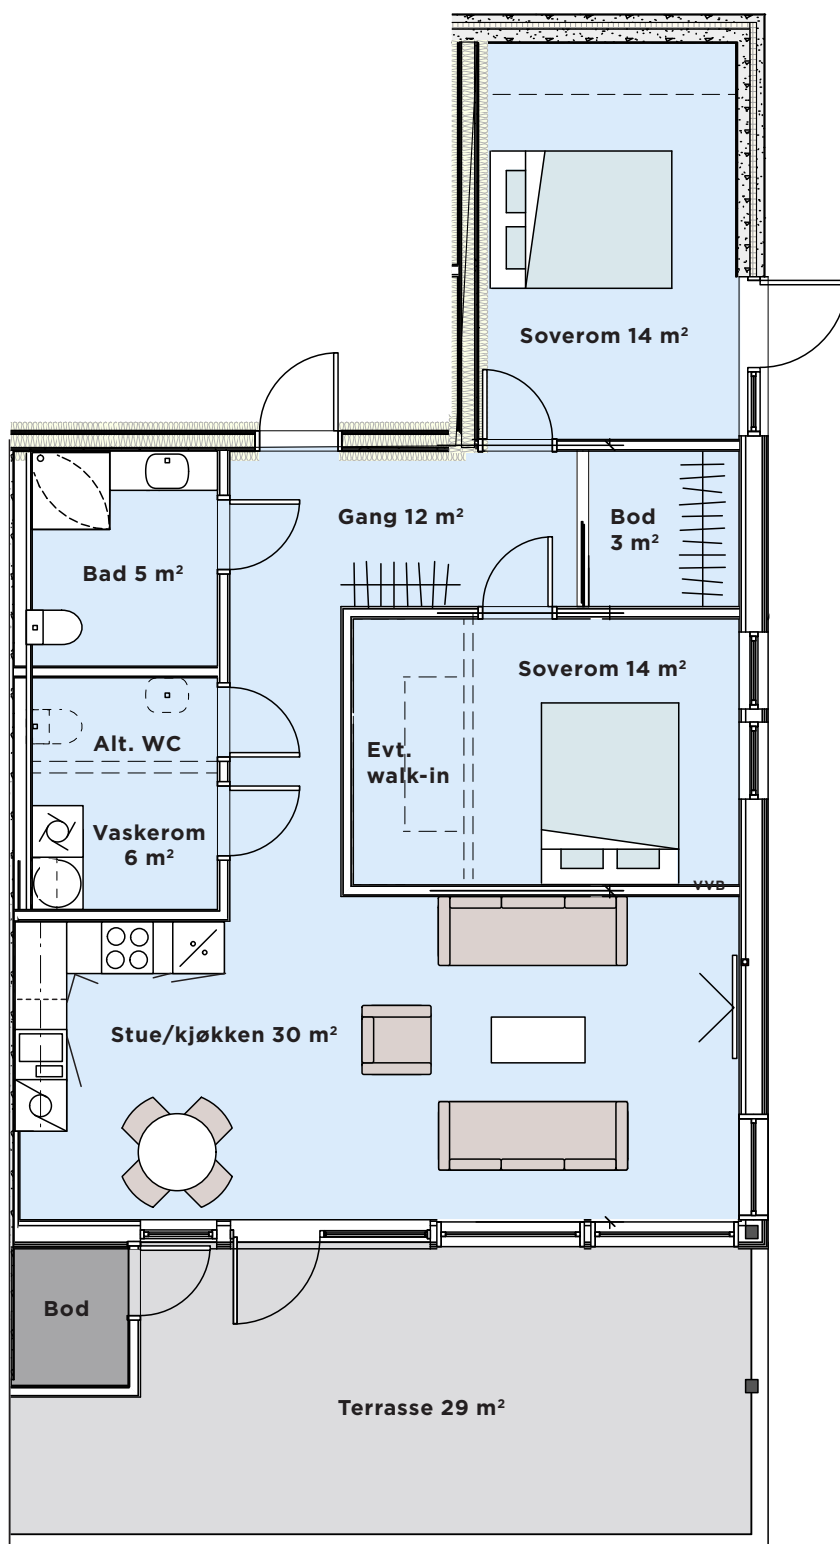 Soverom 14 m²
Gang 12 m²
Bod
3 m²
Bad 5 m²
Soverom 14 m²
Alt. WC
Evt.
walk-in
Vaskerom
6 m²
VVB
Stue/kjøkken 30 m²
Bod
Terrasse 29 m²